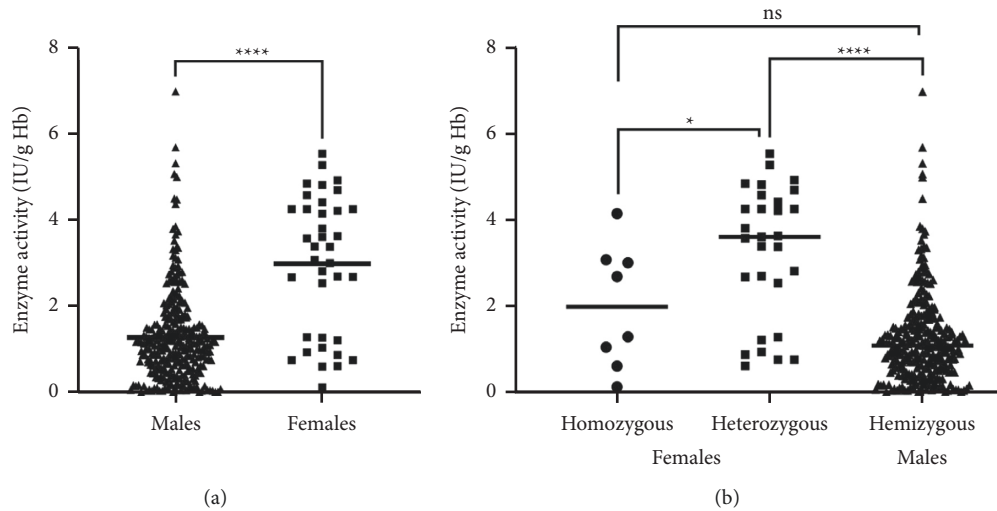 Enzyme activity (IU/g Hb)
8
6
4
2
0
****
Males
Females
(a)
Enzyme activity (IU/g Hb)
8
6
4
2
0
ns
****
*
Homozygous
Heterozygous
Hemizygous
Females
Males
(b)